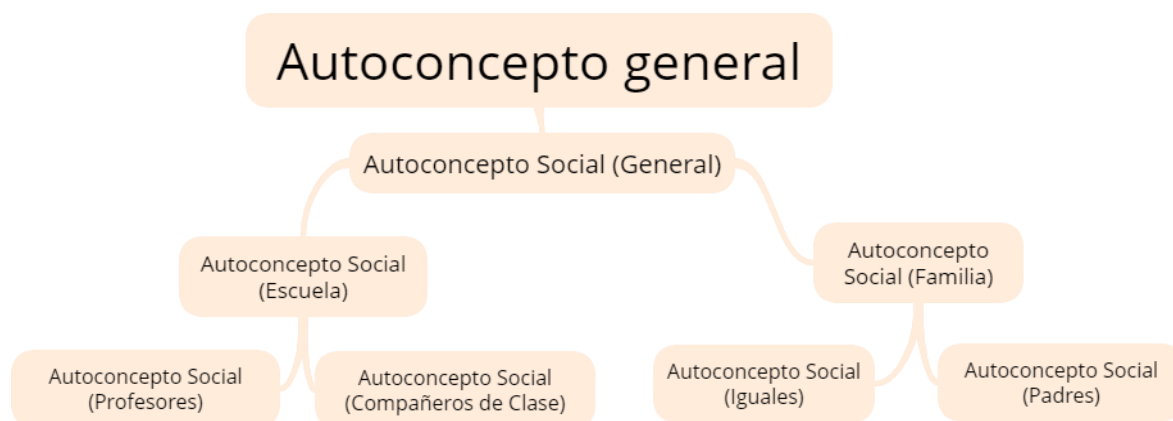 Autoconcepto general
Autoconcepto Social (General)
Autoconcepto Social
(Escuela)
Autoconcepto
Social (Familia)
Autoconcepto Social
(Profesores)
Autoconcepto Social
(Compañeros de Clase)
Autoconcepto Social
(Iguales)
Autoconcepto Social
(Padres)